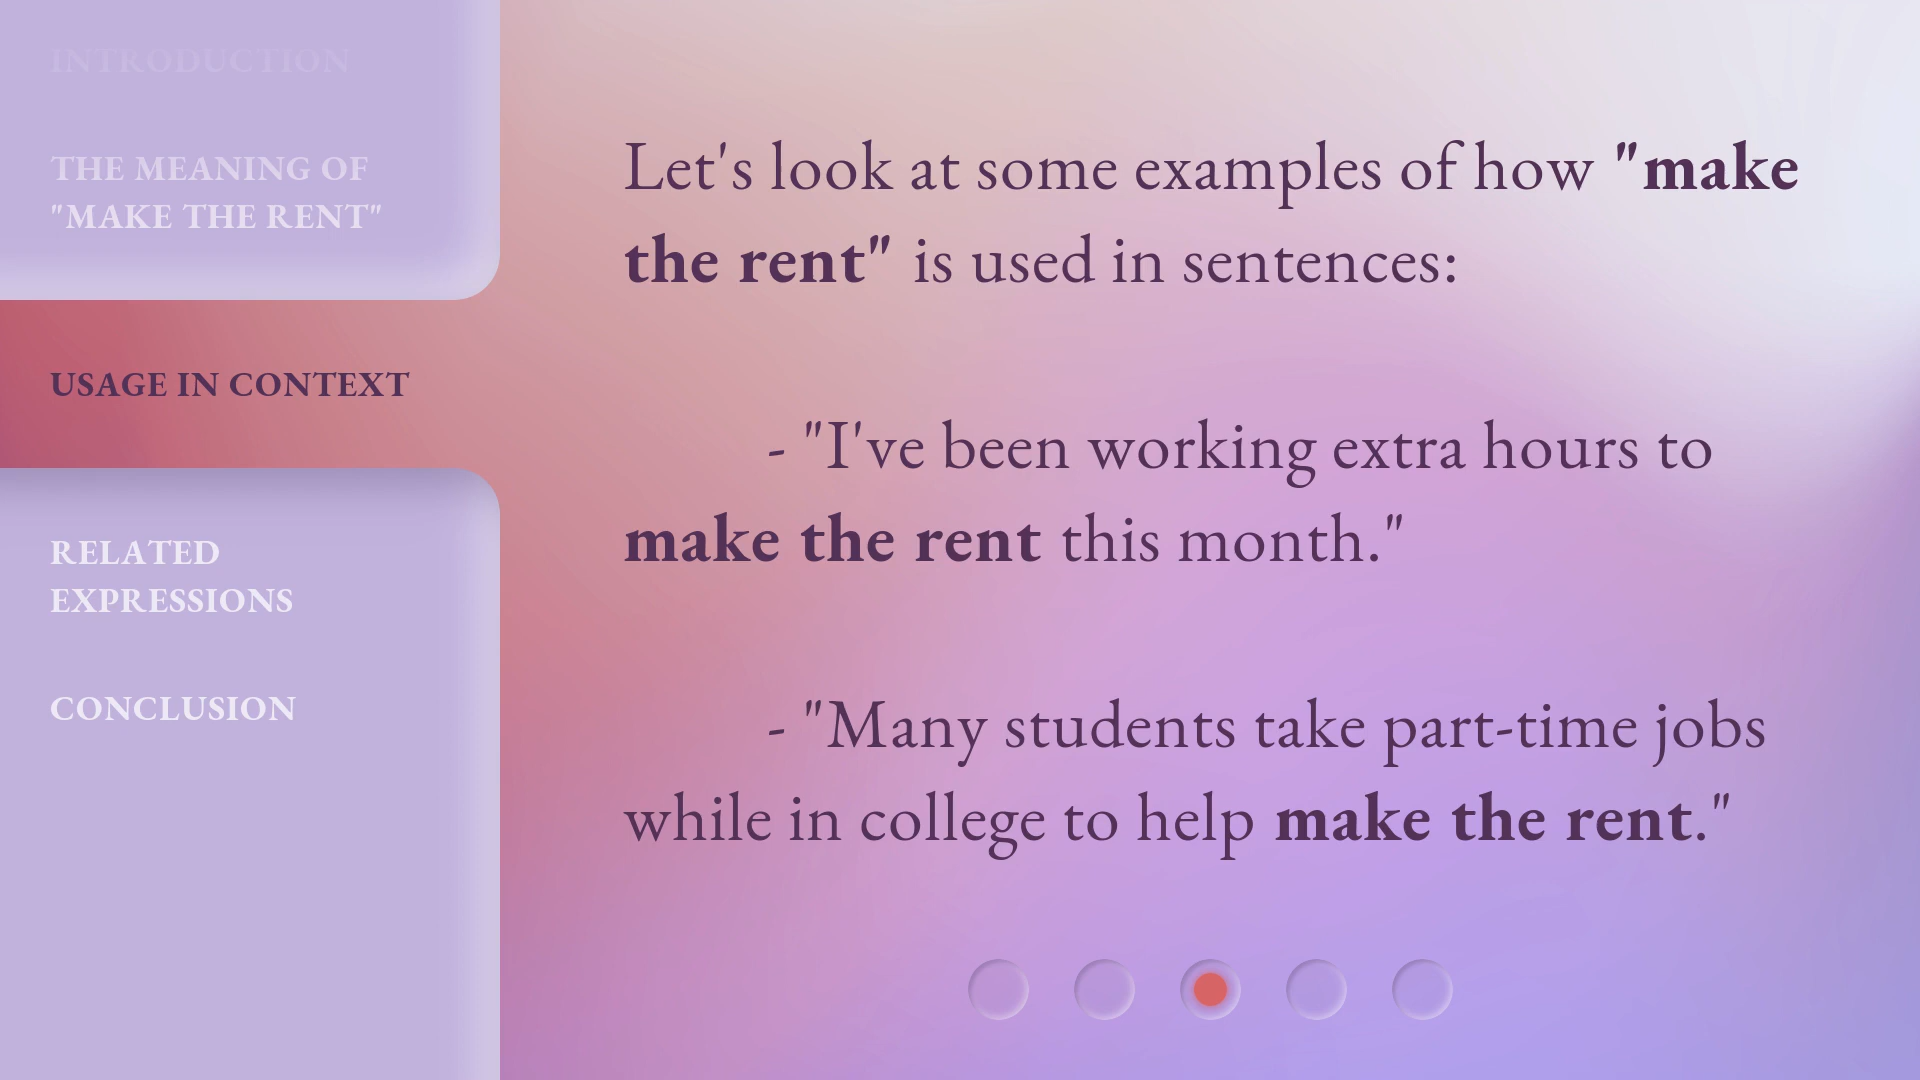 INTRODUCTION
THE MEANING OF
"MAKE THE RENT"
USAGE IN CONTEXT
RELATED
EXPRESSIONS
CONCLUSION
Let's look at some examples of how "make
the rent" is used in sentences:
- "I've been working extra hours to
make the rent this month."
- "Many students take part-time jobs
while in college to help make the rent."